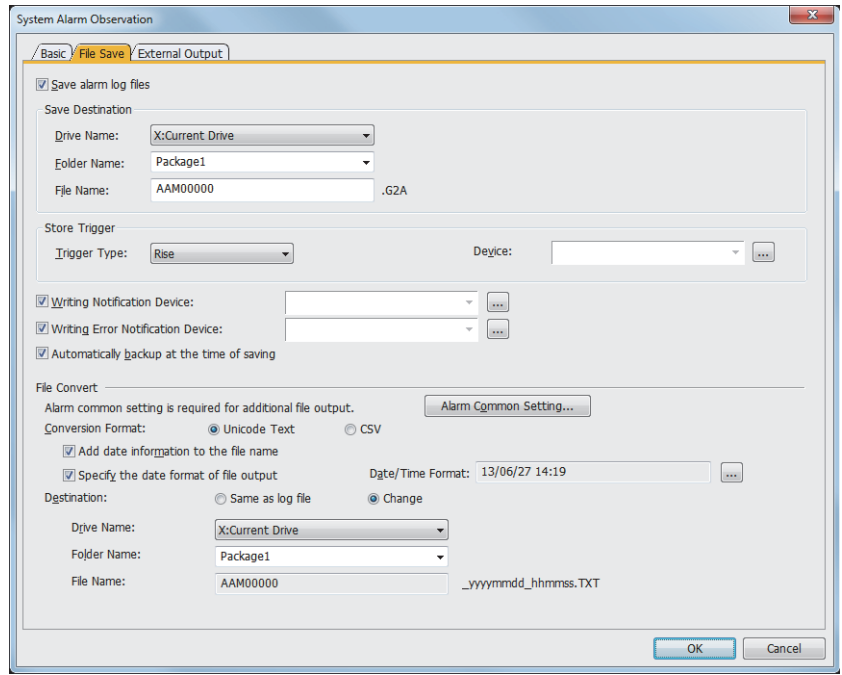 System Alarm Observation
Basic File Save External Output
Save alarm log files
Save Destination
Drive Name: X:Current Drive
Folder Name: Package1
File Name: AAM00000 .G2A
Store Trigger
Trigger Type: Rise Device: ...
Writing Notification Device: ...
Writing Error Notification Device: ...
Automatically backup at the time of saving
File Convert
Alarm common setting is required for additional file output. Alarm Common Setting...
Conversion Format: Unicode Text CSV
Add date information to the file name
Specify the date format of file output Date/Time Format: 13/06/27 14:19 ...
Destination: Same as log file Change
Drive Name: X:Current Drive
Folder Name: Package1
File Name: AAM00000 _yyyymmdd_hhmmss.TXT
OK Cancel